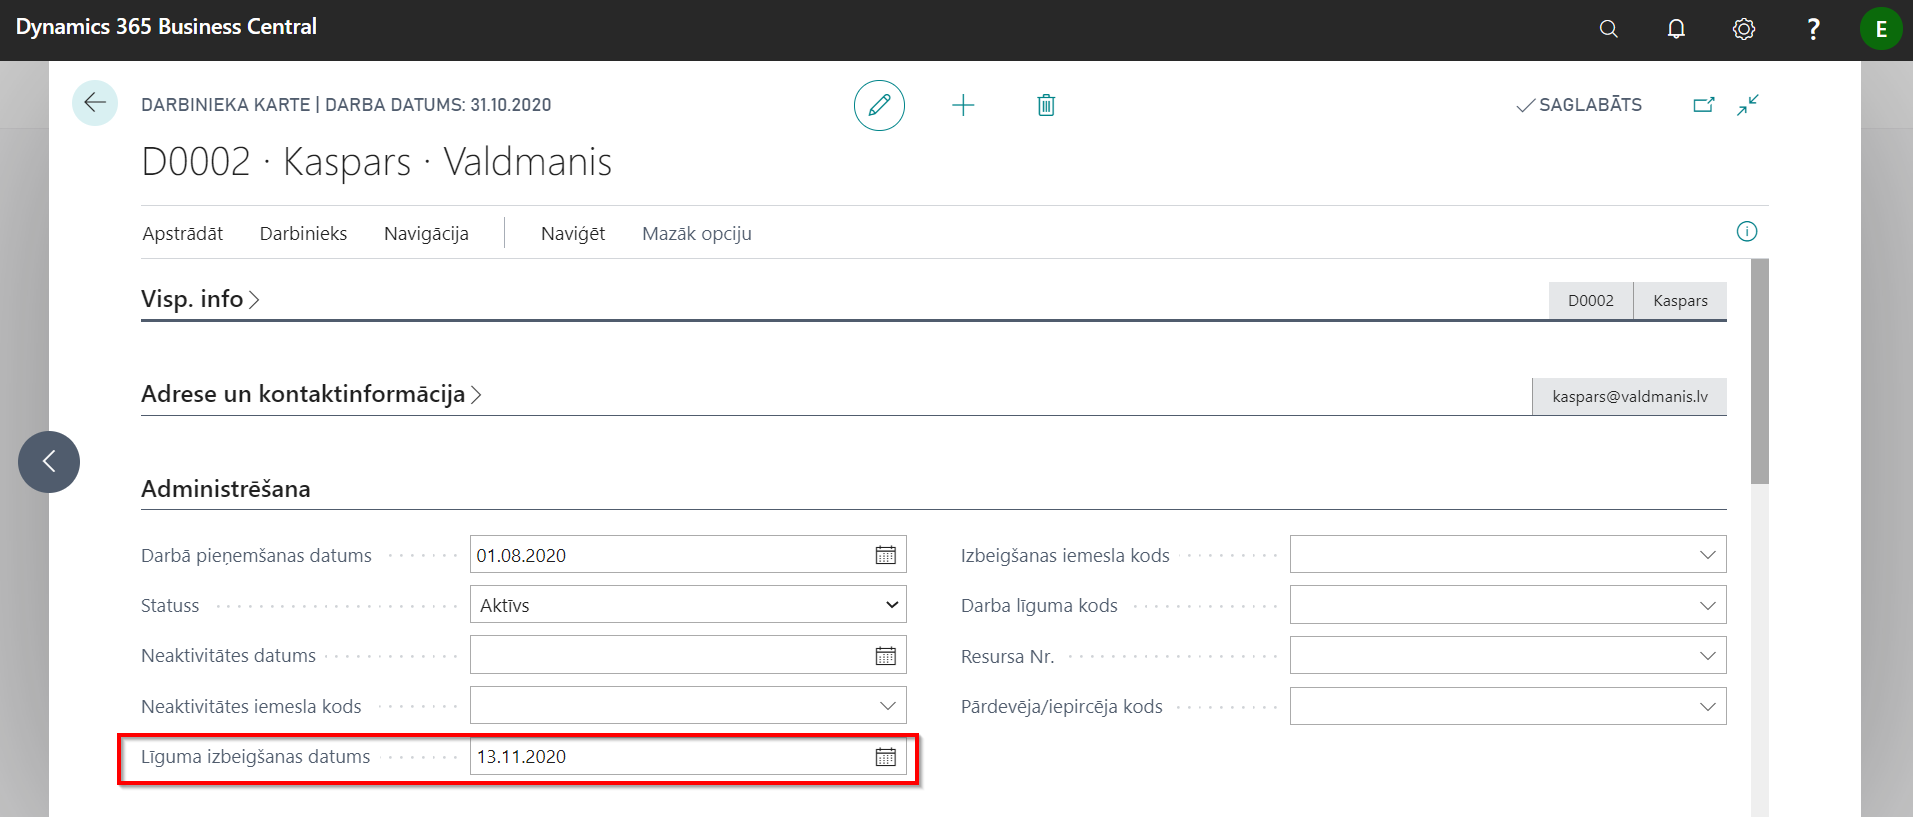 Dynamics 365 Business Central
?
E
DARBINIEKA KARTE | DARBA DATUMS: 31.10.2020
SAGLABĀTS
D0002 · Kaspars · Valdmanis
Apstrādāt Darbinieks Navigācija Naviģēt Mazāk opciju
Visp. info
D0002 Kaspars
Adrese un kontaktinformācija
kaspars@valdmanis.lv
Administrēšana
Darbā pieņemšanas datums 01.08.2020
Statuss Aktīvs
Neaktivitātes datums
Neaktivitātes iemesla kods
Līguma izbeigšanas datums 13.11.2020
Izbeigšanas iemesla kods
Darba līguma kods
Resursa Nr.
Pārdevēja/iepircēja kods